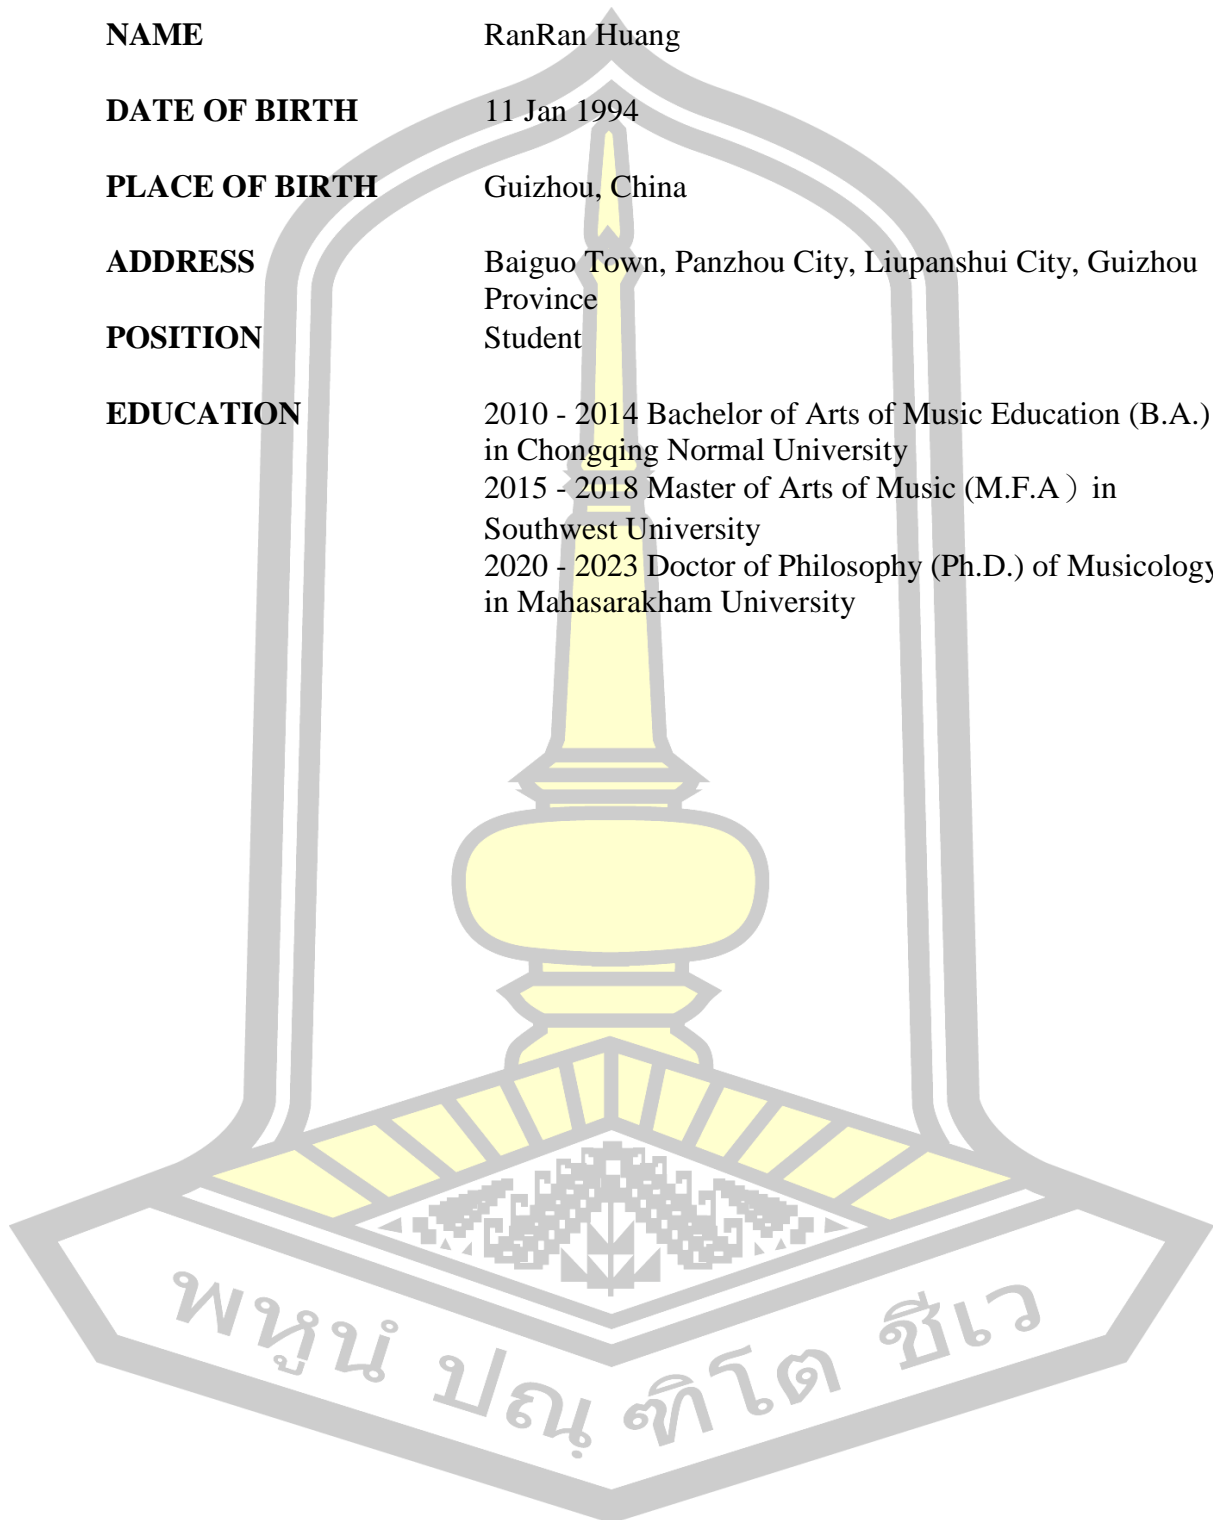 NAME RanRan Huang
DATE OF BIRTH 11 Jan 1994
PLACE OF BIRTH Guizhou, China
ADDRESS Baiguo Town, Panzhou City, Liupanshui City, Guizhou
Province
POSITION Student
EDUCATION 2010 - 2014 Bachelor of Arts of Music Education (B.A.)
in Chongqing Normal University
2015 - 2018 Master of Arts of Music (M.F.A）in
Southwest University
2020 - 2023 Doctor of Philosophy (Ph.D.) of Musicology
in Mahasarakham University
พหูนํ ปณฺ ฑิโต ชีเว